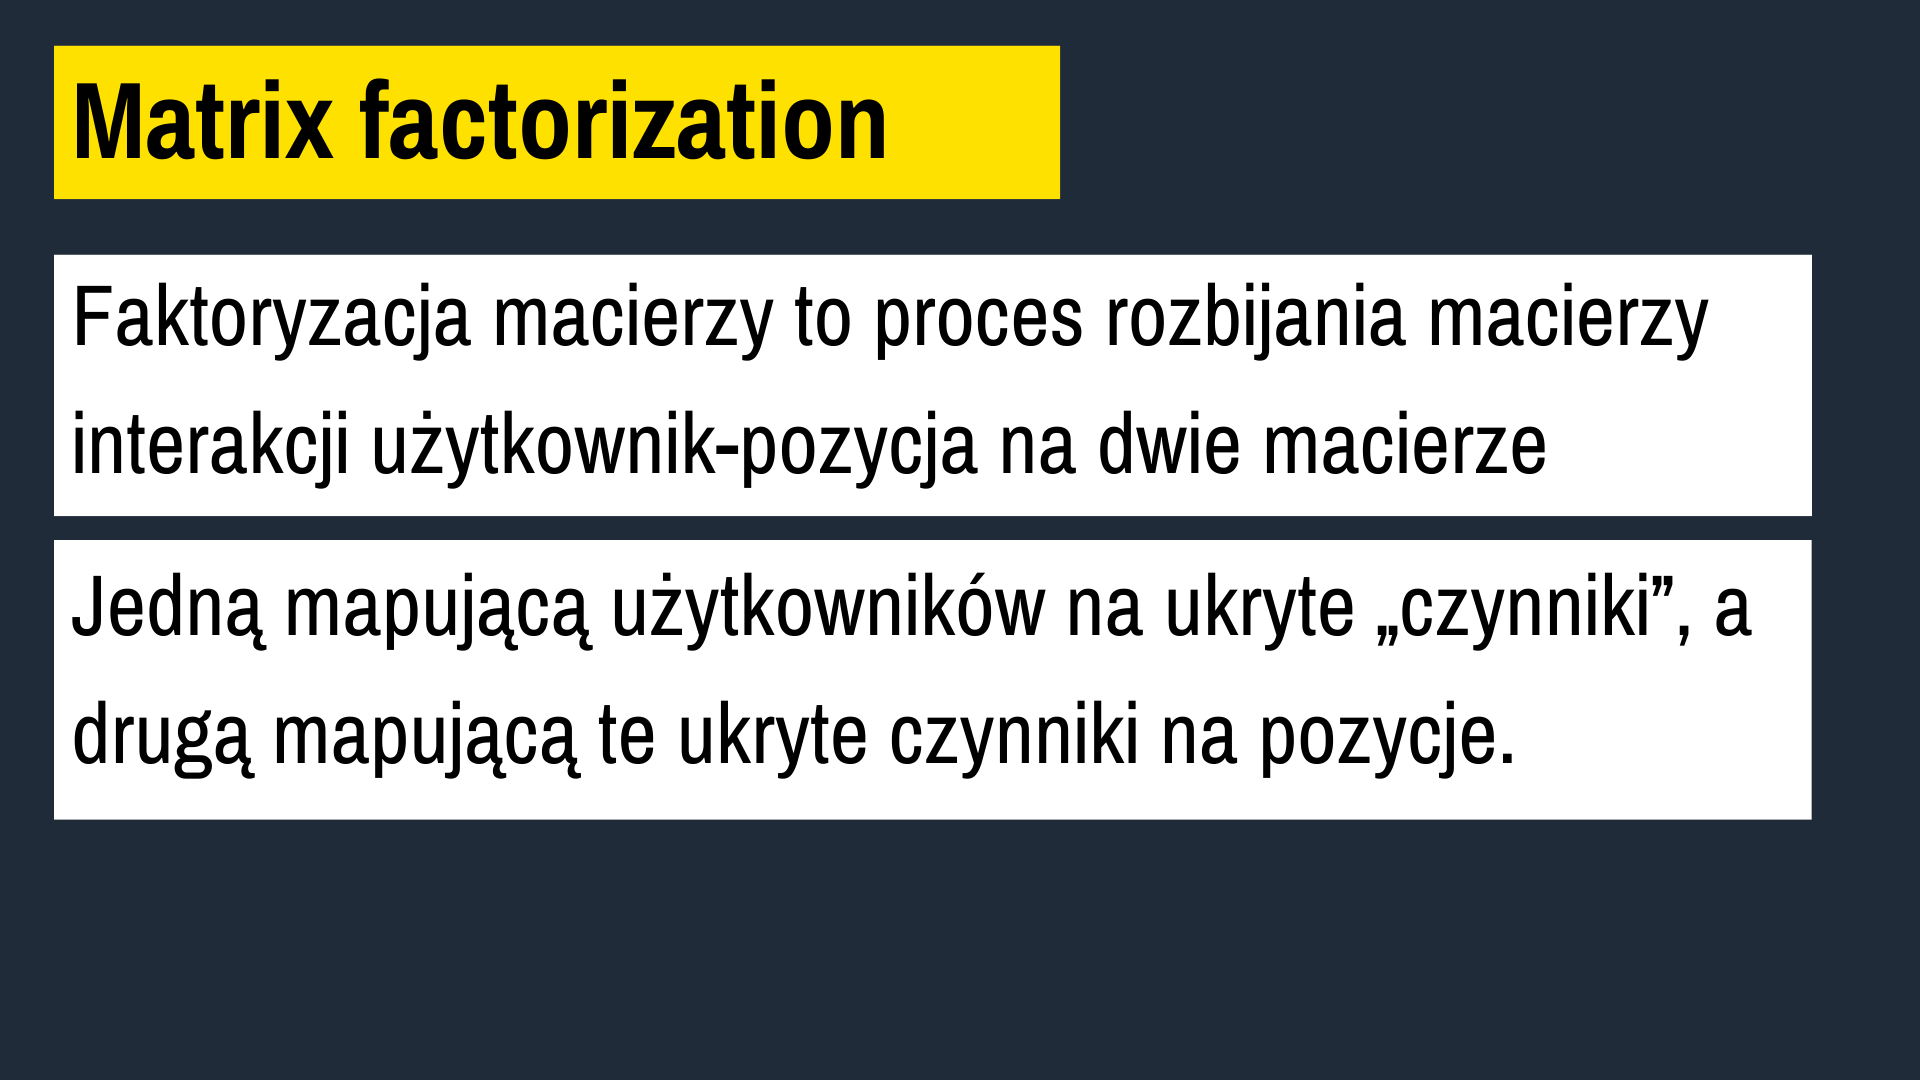 Matrix factorization
Faktoryzacja macierzy to proces rozbijania macierzy
interakcji użytkownik-pozycja na dwie macierze
Jedną mapującą użytkowników na ukryte „czynniki”, a
drugą mapującą te ukryte czynniki na pozycje.